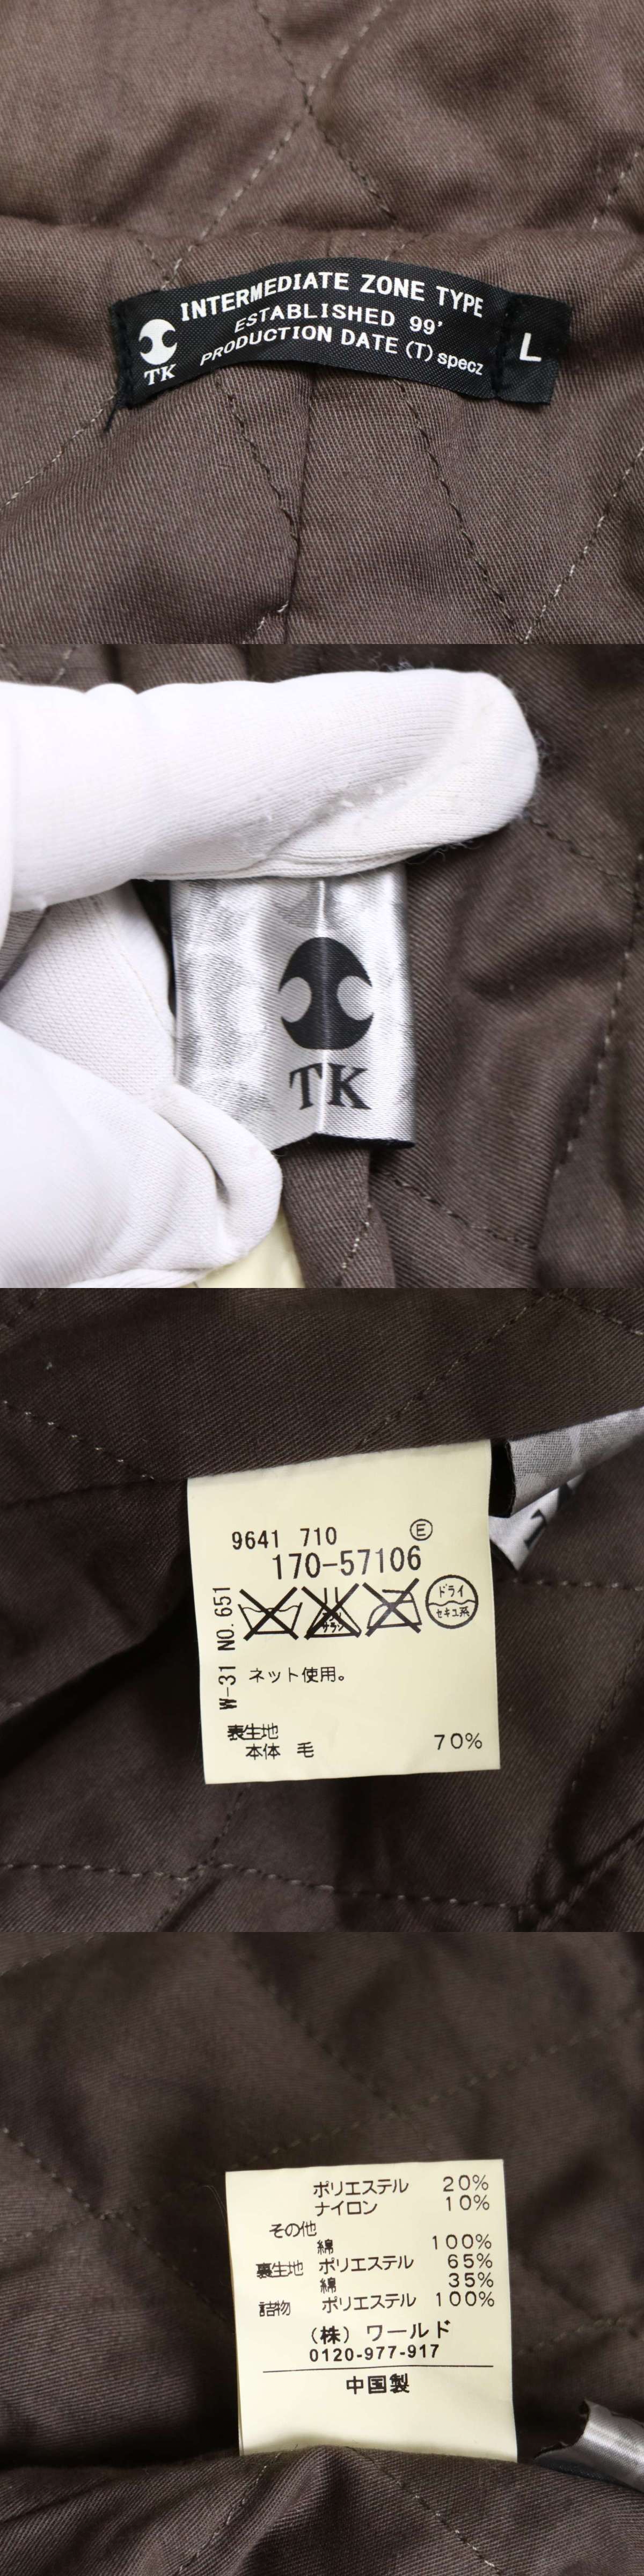 INTERMEDIATE ZONE TYPE
ESTABLISHED 99'
PRODUCTION DATE (T) specz
TK
L
TK
9641 710 Ⓔ
170-57106
W-31 NO. 651
ドライ
セキユ系
ネット使用。
表生地
本体 毛 70%
ポリエステル 20%
ナイロン 10%
その他
綿 100%
裏生地 ポリエステル 65%
綿 35%
詰物 ポリエステル 100%
(株) ワールド
0120-977-917
中国製